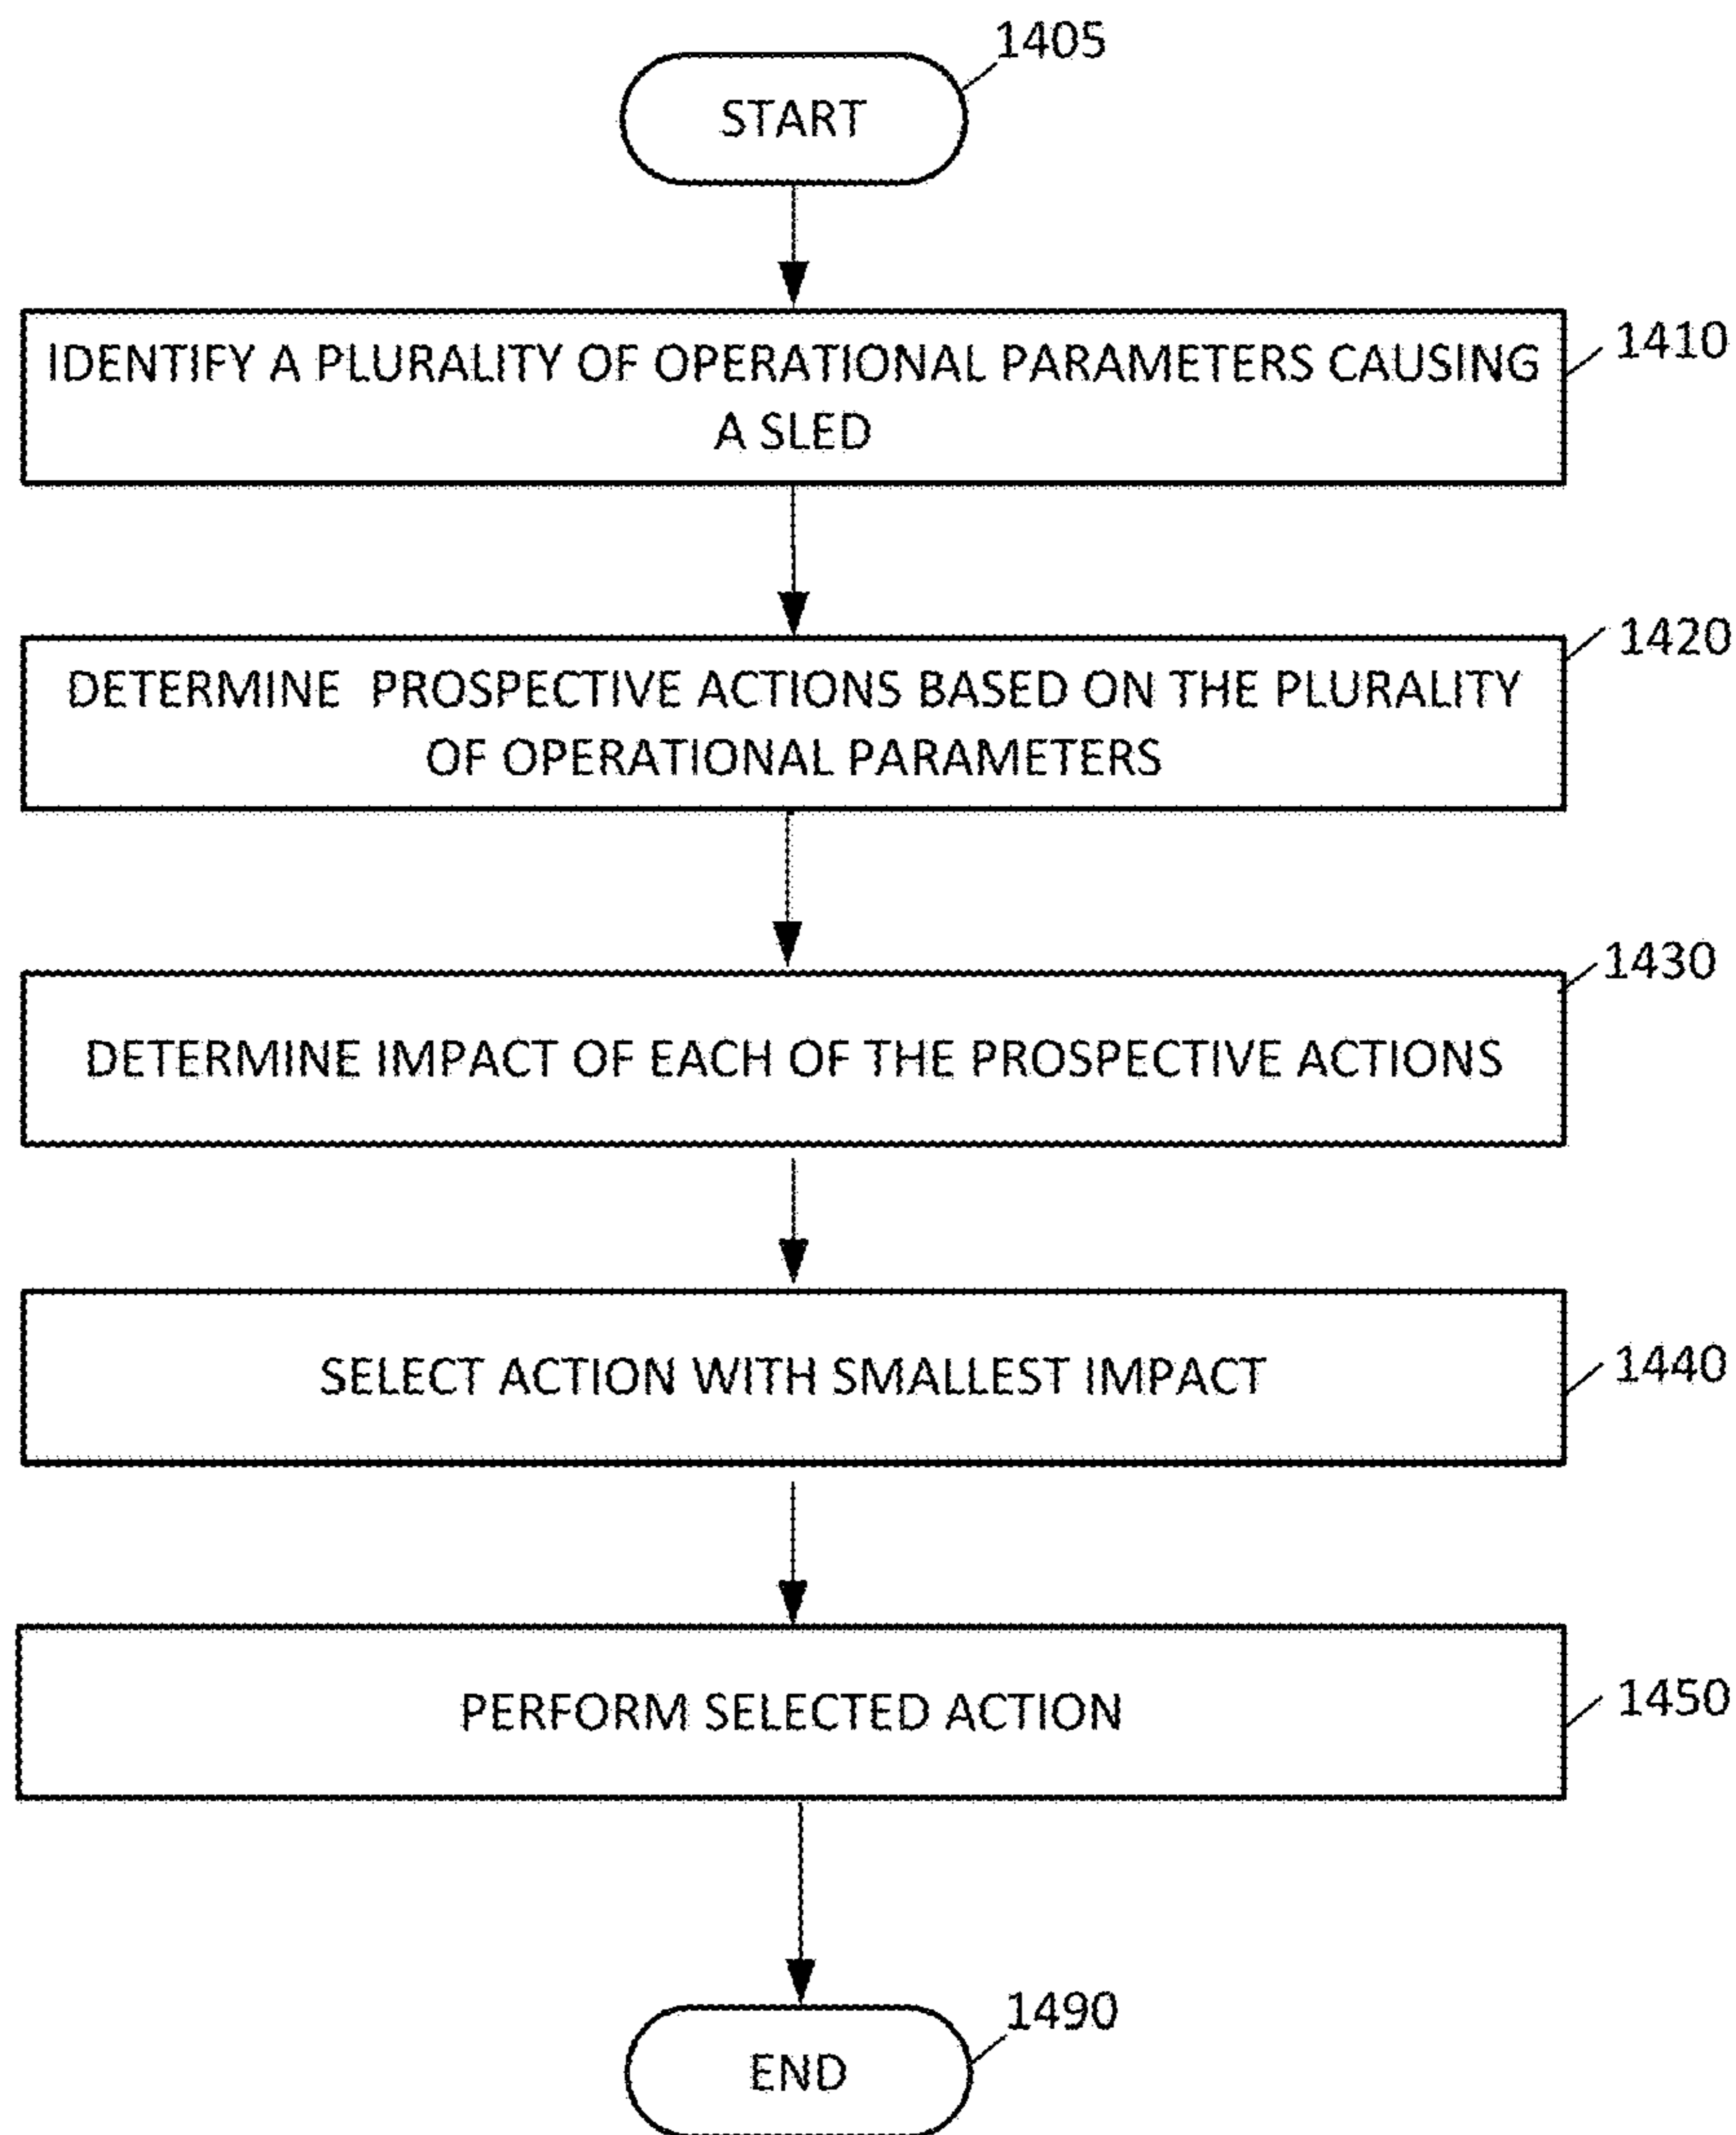 1405
START
1410
IDENTIFY A PLURALITY OF OPERATIONAL PARAMETERS CAUSING
A SLED
1420
DETERMINE PROSPECTIVE ACTIONS BASED ON THE PLURALITY
OF OPERATIONAL PARAMETERS
1430
DETERMINE IMPACT OF EACH OF THE PROSPECTIVE ACTIONS
1440
SELECT ACTION WITH SMALLEST IMPACT
1450
PERFORM SELECTED ACTION
1490
END